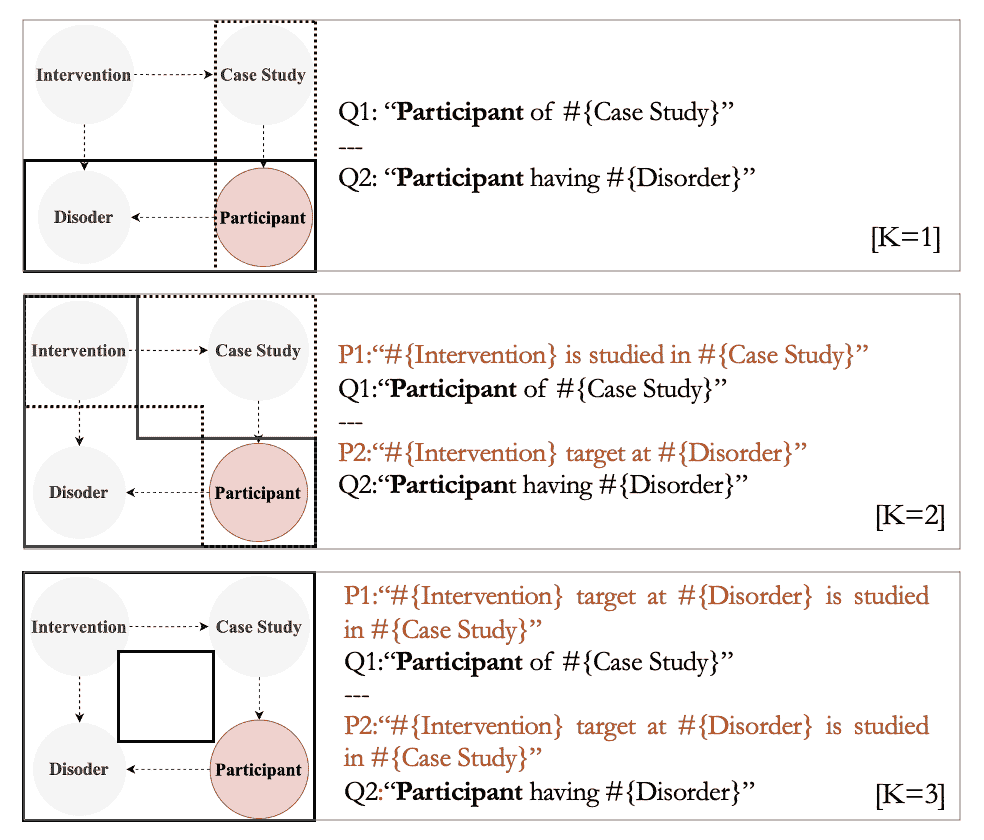 Intervention
Case Study
Disoder
Participant
Q1: “Participant of #{Case Study}”
---
Q2: “Participant having #{Disorder}”
[K=1]
Intervention
Case Study
Disoder
Participant
P1:“#{Intervention} is studied in #{Case Study}”
Q1:“Participant of #{Case Study}”
---
P2:“#{Intervention} target at #{Disorder}”
Q2:“Participant having #{Disorder}”
[K=2]
Intervention
Case Study
Disoder
Participant
P1:“#{Intervention} target at #{Disorder} is studied
in #{Case Study}”
Q1:“Participant of #{Case Study}”
---
P2:“#{Intervention} target at #{Disorder} is studied
in #{Case Study}”
Q2:“Participant having #{Disorder}”
[K=3]